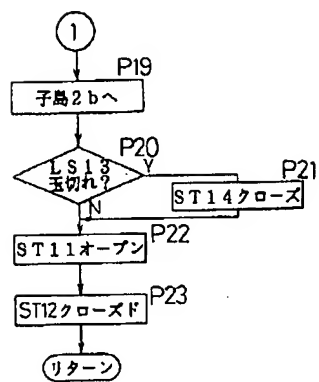 1
P19
子島2bへ
P20
LS13
玉切れ?
Y
P21
ST14クローズ
N
P22
ST11オープン
P23
ST12クローズド
リターン